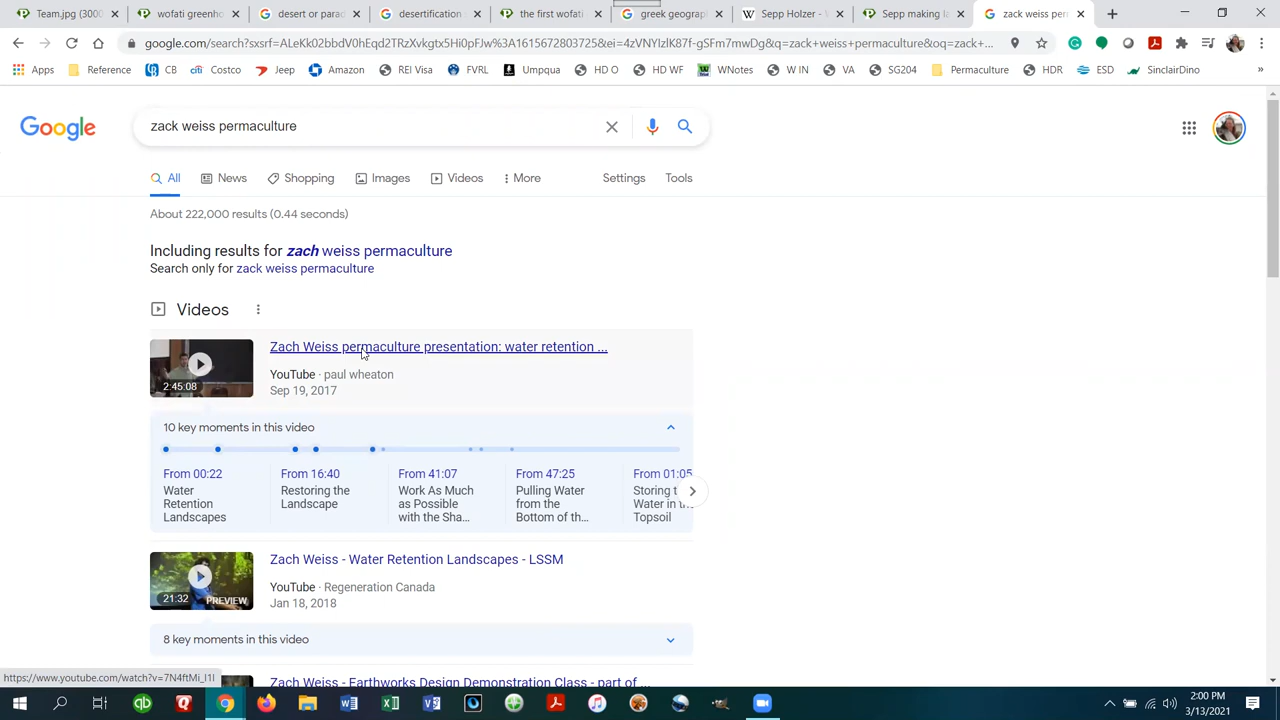 Team.jpg (3000
wofati greenho
desert or parac
desertification
the first wofati
greek geograp
Sepp Holzer - 
Sepp making la
zack weiss perm
google.com/search?sxsrf=ALeKk02bbdV0hEqd2TRzXvkgtx5lI0pFJw%3A1615672803725&ei=4zVNYIzlK87f-gSFm7mwDg&q=zack+weiss+permaculture&oq=zack+...
Apps Reference CB Costco Jeep Amazon REI Visa FVRL Umpqua HD O HD WF WNotes W IN VA SG204 Permaculture HDR ESD SinclairDino »
Google
zack weiss permaculture
All News Shopping Images Videos More Settings Tools
About 222,000 results (0.44 seconds)
Including results for zach weiss permaculture
Search only for zack weiss permaculture
Videos
Zach Weiss permaculture presentation: water retention ...
YouTube · paul wheaton
2:45:08
Sep 19, 2017
10 key moments in this video
From 00:22 From 16:40 From 41:07 From 47:25 From 01:05
Water Restoring the Work As Much Pulling Water Storing
Retention Landscape as Possible from the Water in
Landscapes with the Sha... Bottom of th... Topsoil
Zach Weiss - Water Retention Landscapes - LSSM
YouTube · Regeneration Canada
21:32 PREVIEW
Jan 18, 2018
8 key moments in this video
Zach Weiss - Earthworks Design Demonstration Class - part of ...
https://www.youtube.com/watch?v=7N4ftMi_l1I
2:00 PM
3/13/2021